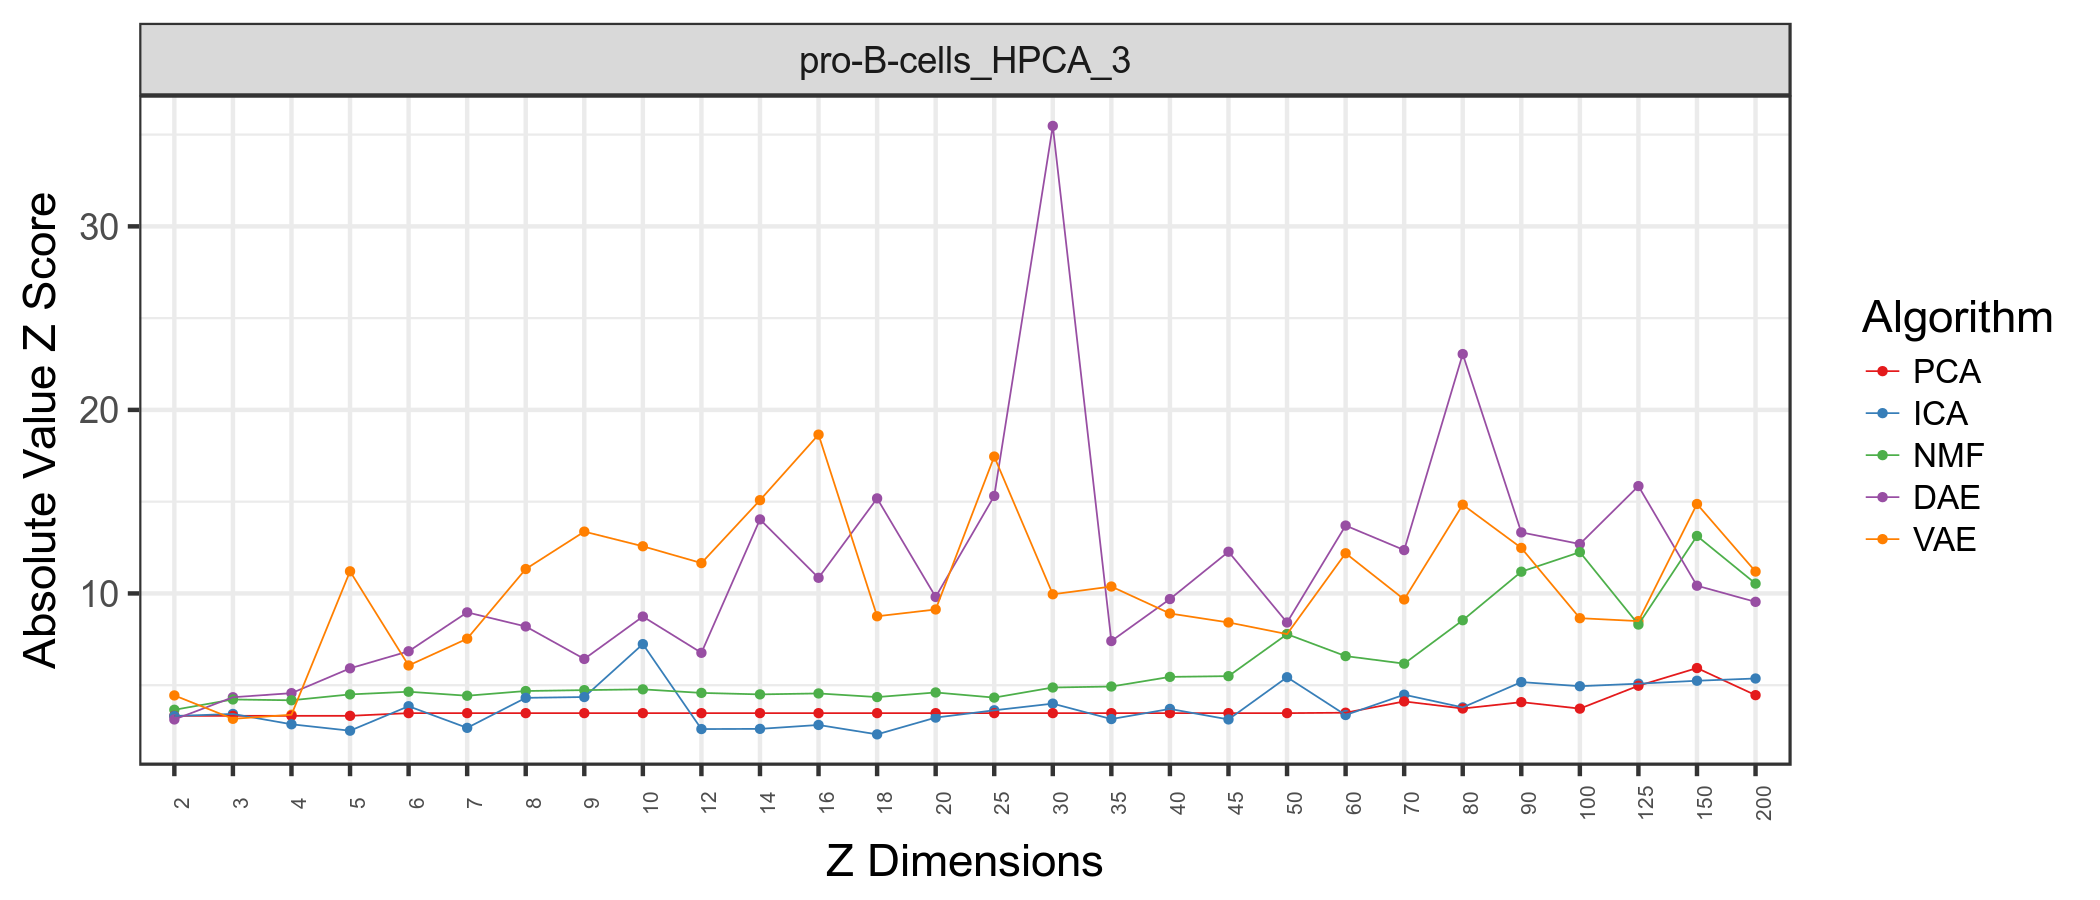 pro-B-cells_HPCA_3
Absolute Value Z Score
30
20
10
2 3 4 5 6 7 8 9 10 12 14 16 18 20 25 30 35 40 45 50 60 70 80 90 100 125 150 200
Z Dimensions
Algorithm
PCA
ICA
NMF
DAE
VAE